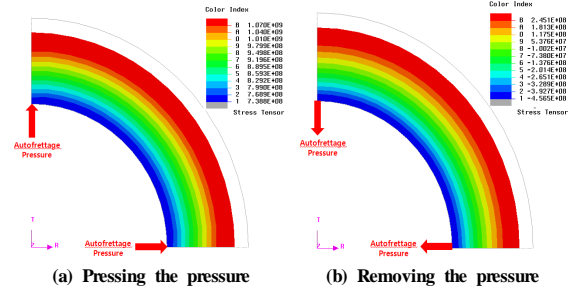 Color Index
B 1.070E+09
A 1.040E+09
0 1.010E+09
9 9.799E+08
8 9.498E+08
7 9.196E+08
6 8.895E+08
5 8.593E+08
4 8.292E+08
3 7.990E+08
2 7.689E+08
1 7.388E+08
Stress Tensor
Autofrettage
Pressure
Autofrettage
Pressure
T
Z
R
(a) Pressing the pressure
Color Index
B 2.451E+08
A 1.813E+08
0 1.175E+08
9 5.376E+07
8 -1.002E+07
7 -7.380E+07
6 -1.376E+08
5 -2.014E+08
4 -2.651E+08
3 -3.289E+08
2 -3.927E+08
1 -4.565E+08
Stress Tensor
Autofrettage
Pressure
Autofrettage
Pressure
T
Z
R
(b) Removing the pressure